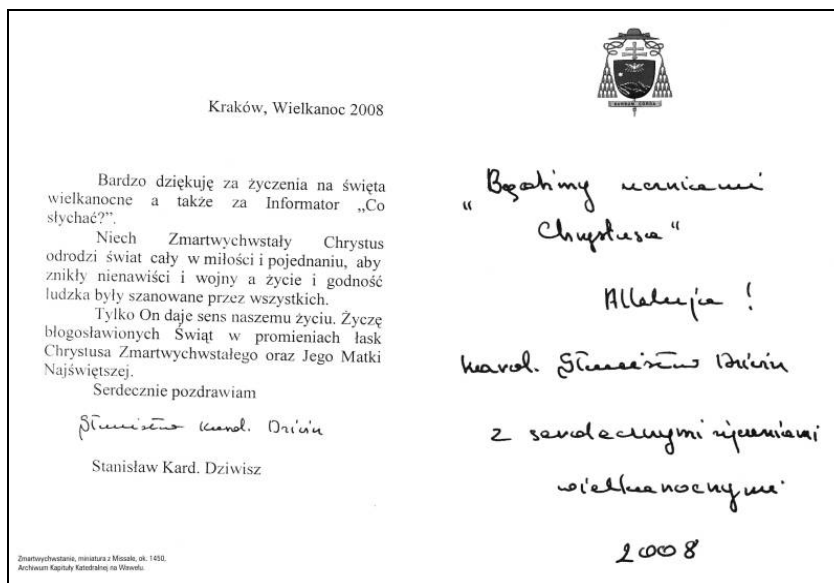 Kraków, Wielkanoc 2008
Bardzo dziękuję za życzenia na święta
wielkanocne a także za Informator „Co
słychać?”.
Niech Zmartwychwstały Chrystus
odrodzi świat cały w miłości i pojednaniu, aby
znikły nienawiści i wojny a życie i godność
ludzka były szanowane przez wszystkich.
Tylko On daje sens naszemu życiu. Życzę
błogosławionych Świąt w promieniach łask
Chrystusa Zmartwychwstałego oraz Jego Matki
Najświętszej.
Serdecznie pozdrawiam
Stanisław Kard. Dziwisz
Stanisław Kard. Dziwisz
Zmartwychwstanie, miniatura z Missale, ok. 1450,
Archiwum Kapituły Katedralnej na Wawelu.
SURSUM CORDA
„Bądźmy uczniami
Chrystusa“
Alleluja !
Kard. Stanisław Dziwisz
z serdecznymi życzeniami
wielkanocnymi
2008